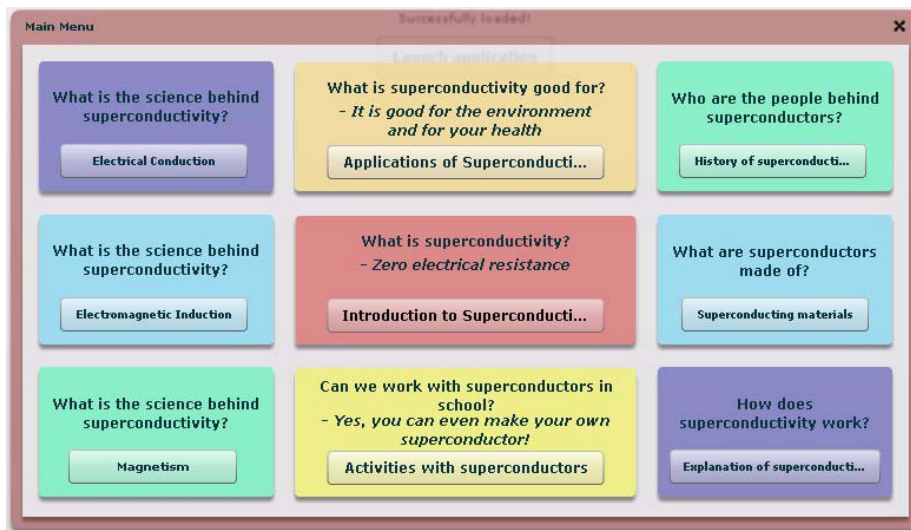 Successfully loaded!
Main Menu
Launch application
What is the science behind
superconductivity?
Electrical Conduction
What is superconductivity good for?
- It is good for the environment
and for your health
Applications of Superconducti...
Who are the people behind
superconductors?
History of superconducti...
What is the science behind
superconductivity?
Electromagnetic Induction
What is superconductivity?
- Zero electrical resistance
Introduction to Superconducti...
What are superconductors
made of?
Superconducting materials
What is the science behind
superconductivity?
Magnetism
Can we work with superconductors in
school?
- Yes, you can even make your own
superconductor!
Activities with superconductors
How does
superconductivity work?
Explanation of superconducti...